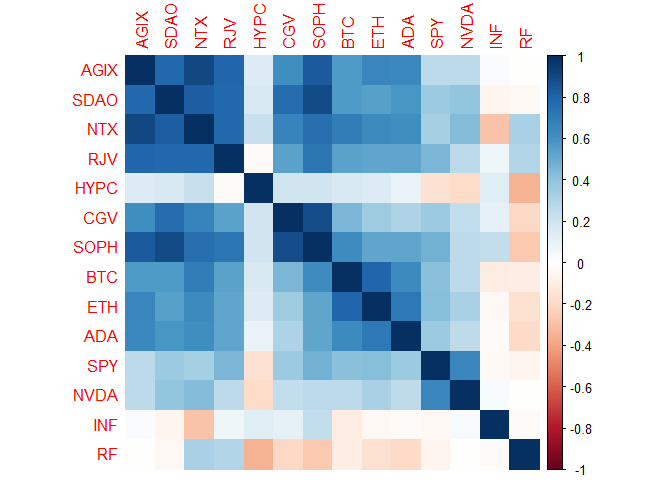 AGIX SDAO NTX RJV HYPC CGV SOPH BTC ETH ADA SPY NVDA INF RF
AGIX
SDAO
NTX
RJV
HYPC
CGV
SOPH
BTC
ETH
ADA
SPY
NVDA
INF
RF
1
0.8
0.6
0.4
0.2
0
-0.2
-0.4
-0.6
-0.8
-1